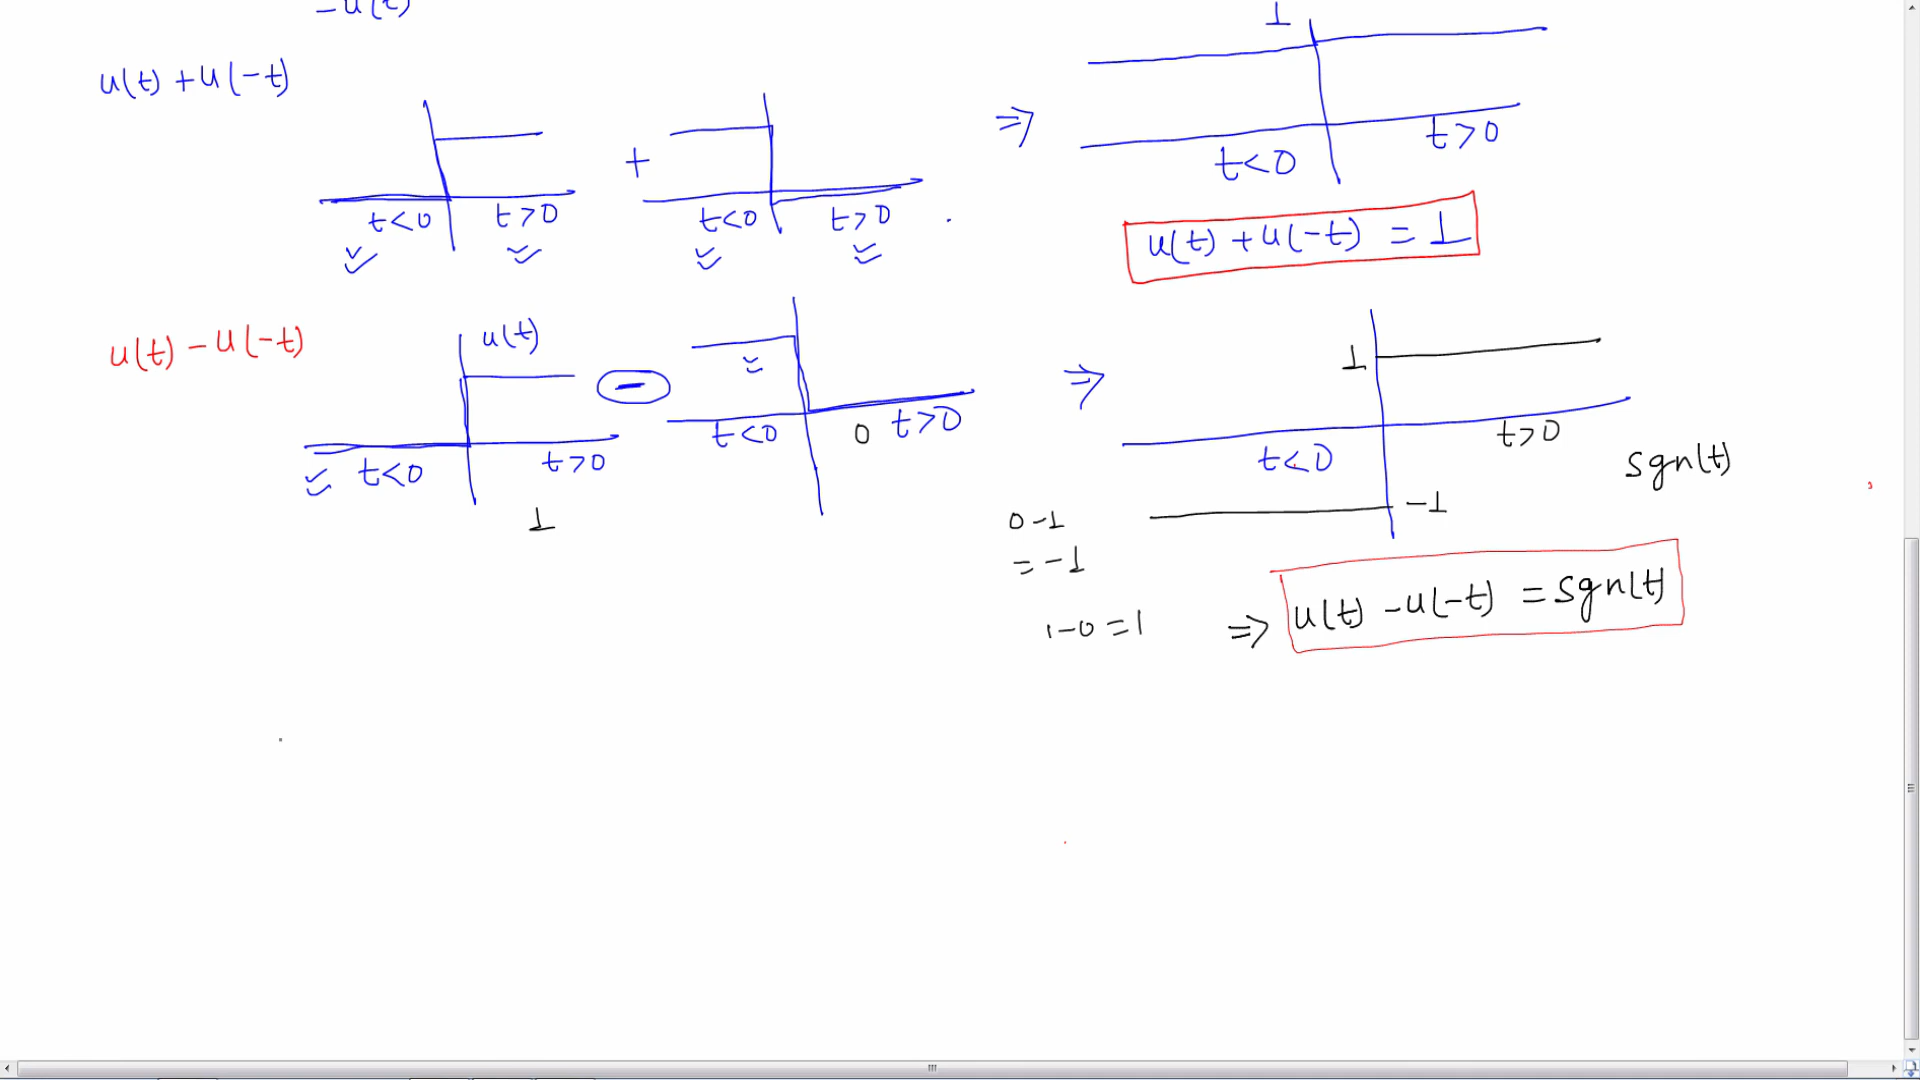 -u(t)
u(t) + u(-t)
+
⇒
1
t<0 t>0
t<0 t>0
t<0 t>0
u(t) + u(-t) = 1
u(t) - u(-t)
u(t)
-
t<0 t>0
1
t<0 0 t>0
⇒
1
t<0 t>0
-1
sgn(t)
0-1
= -1
1-0=1
⇒ u(t) - u(-t) = sgn(t)